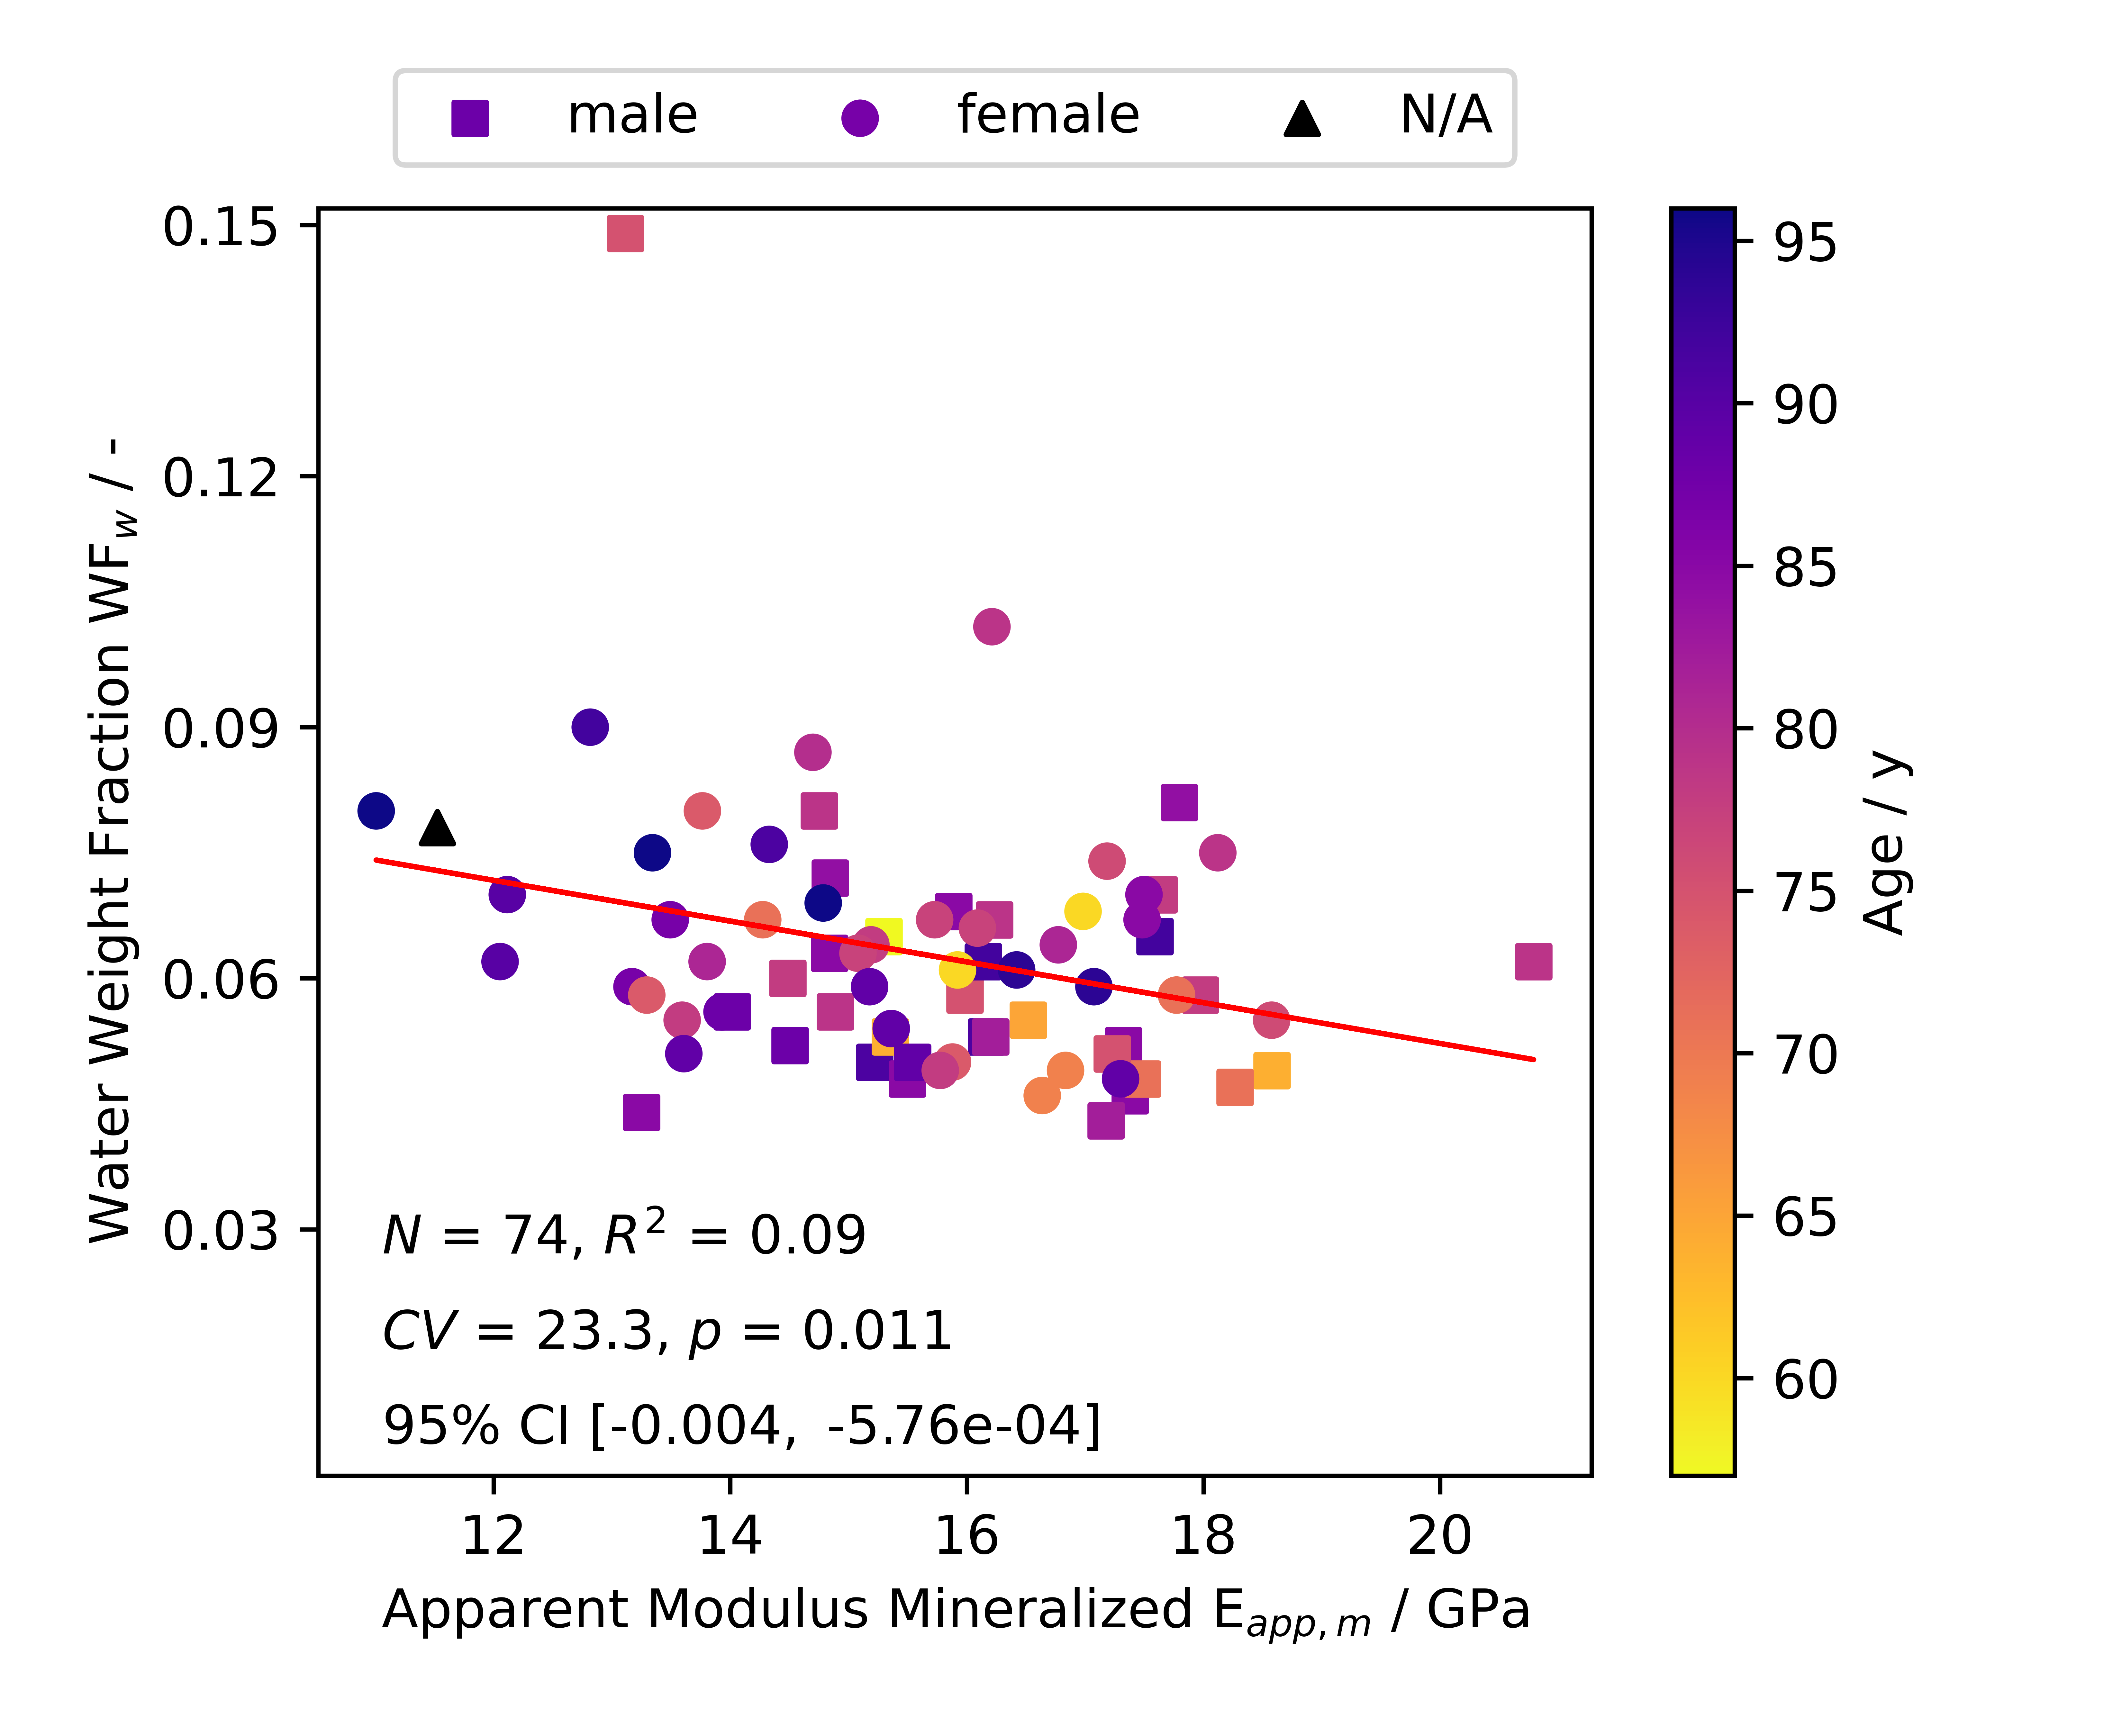 male female N/A
0.15
0.12
0.09
0.06
0.03
Water Weight Fraction WF_w / -
N = 74, R² = 0.09
CV = 23.3, p = 0.011
95% CI [-0.004, -5.76e-04]
12 14 16 18 20
Apparent Modulus Mineralized E_app,m / GPa
95
90
85
80
75
70
65
60
Age / y